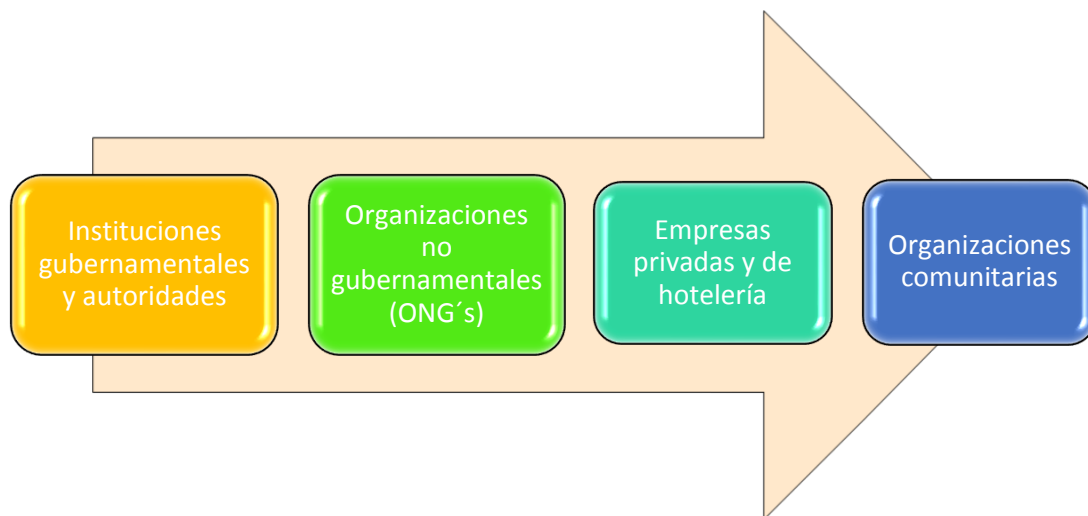 Instituciones
gubernamentales
y autoridades
Organizaciones
no
gubernamentales
(ONG´s)
Empresas
privadas y de
hotelería
Organizaciones
comunitarias